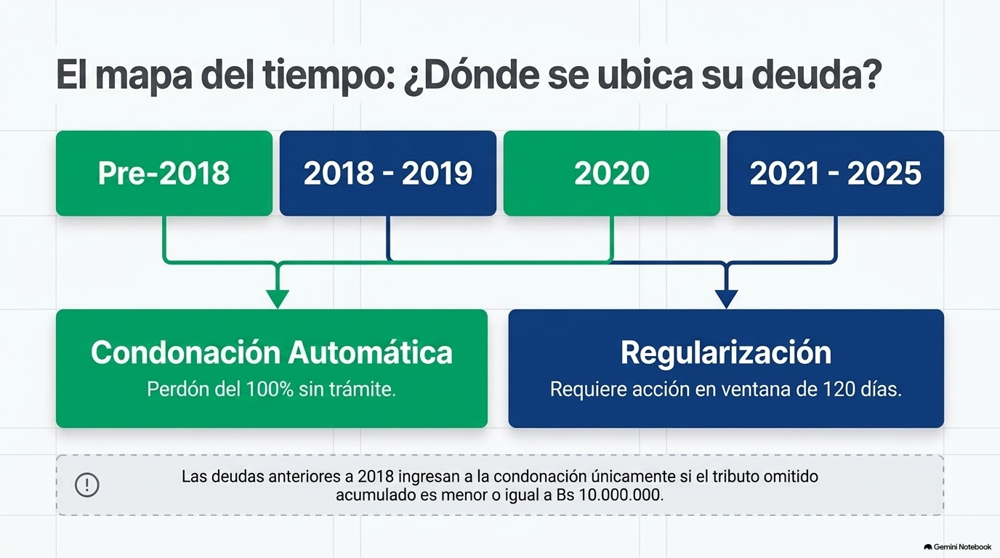 El mapa del tiempo: ¿Dónde se ubica su deuda?
Pre-2018
2018 - 2019
2020
2021 - 2025
Condonación Automática
Perdón del 100% sin trámite.
Regularización
Requiere acción en ventana de 120 días.
Las deudas anteriores a 2018 ingresan a la condonación únicamente si el tributo omitido
acumulado es menor o igual a Bs 10.000.000.
Gemini Notebook